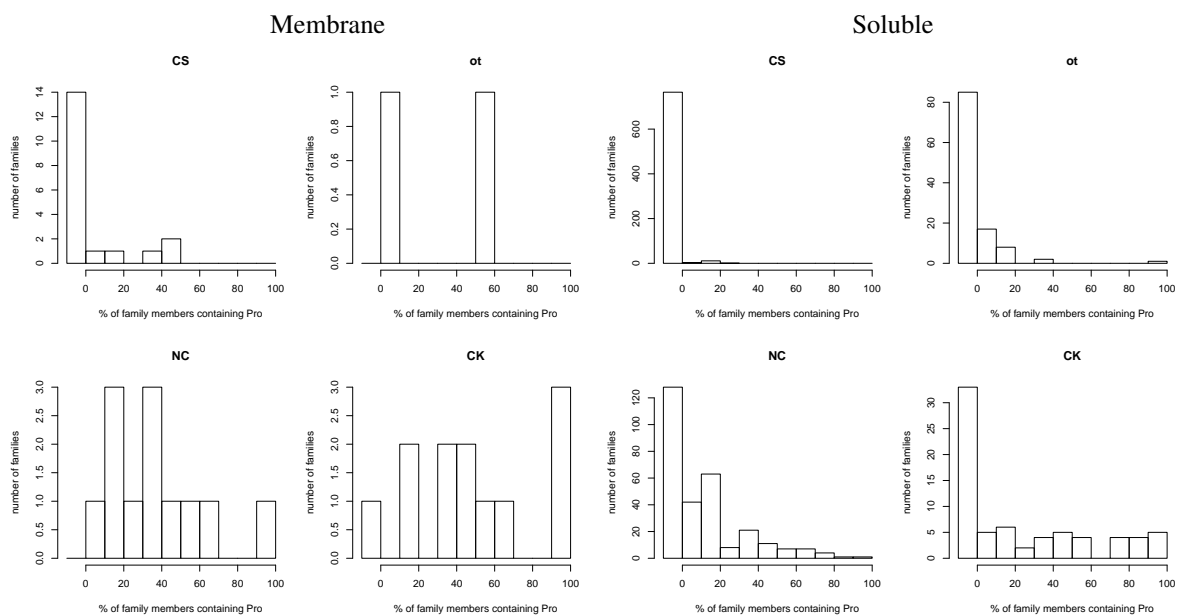 Membrane Soluble
CS ot CS ot
number of families
0 2 4 6 8 10 12 14
0 20 40 60 80 100
% of family members containing Pro
number of families
0.0 0.2 0.4 0.6 0.8 1.0
0 20 40 60 80 100
% of family members containing Pro
number of families
0 200 400 600
0 20 40 60 80 100
% of family members containing Pro
number of families
0 20 40 60 80
0 20 40 60 80 100
% of family members containing Pro
NC CK NC CK
number of families
0.0 0.5 1.0 1.5 2.0 2.5 3.0
0 20 40 60 80 100
% of family members containing Pro
number of families
0.0 0.5 1.0 1.5 2.0 2.5 3.0
0 20 40 60 80 100
% of family members containing Pro
number of families
0 20 40 60 80 100 120
0 20 40 60 80 100
% of family members containing Pro
number of families
0 5 10 15 20 25 30
0 20 40 60 80 100
% of family members containing Pro